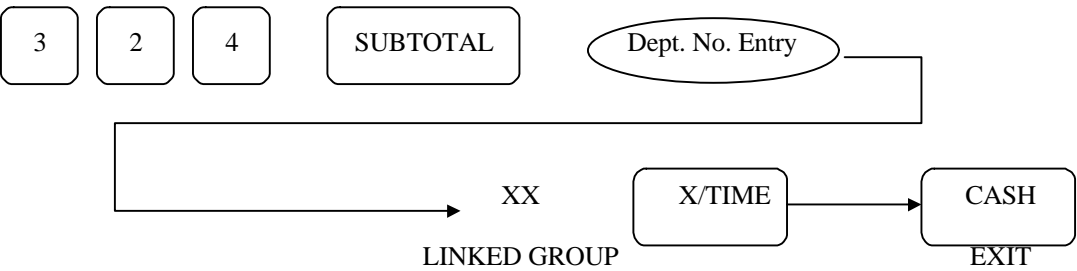 3 2 4 SUBTOTAL Dept. No. Entry
XX X/TIME CASH
LINKED GROUP EXIT